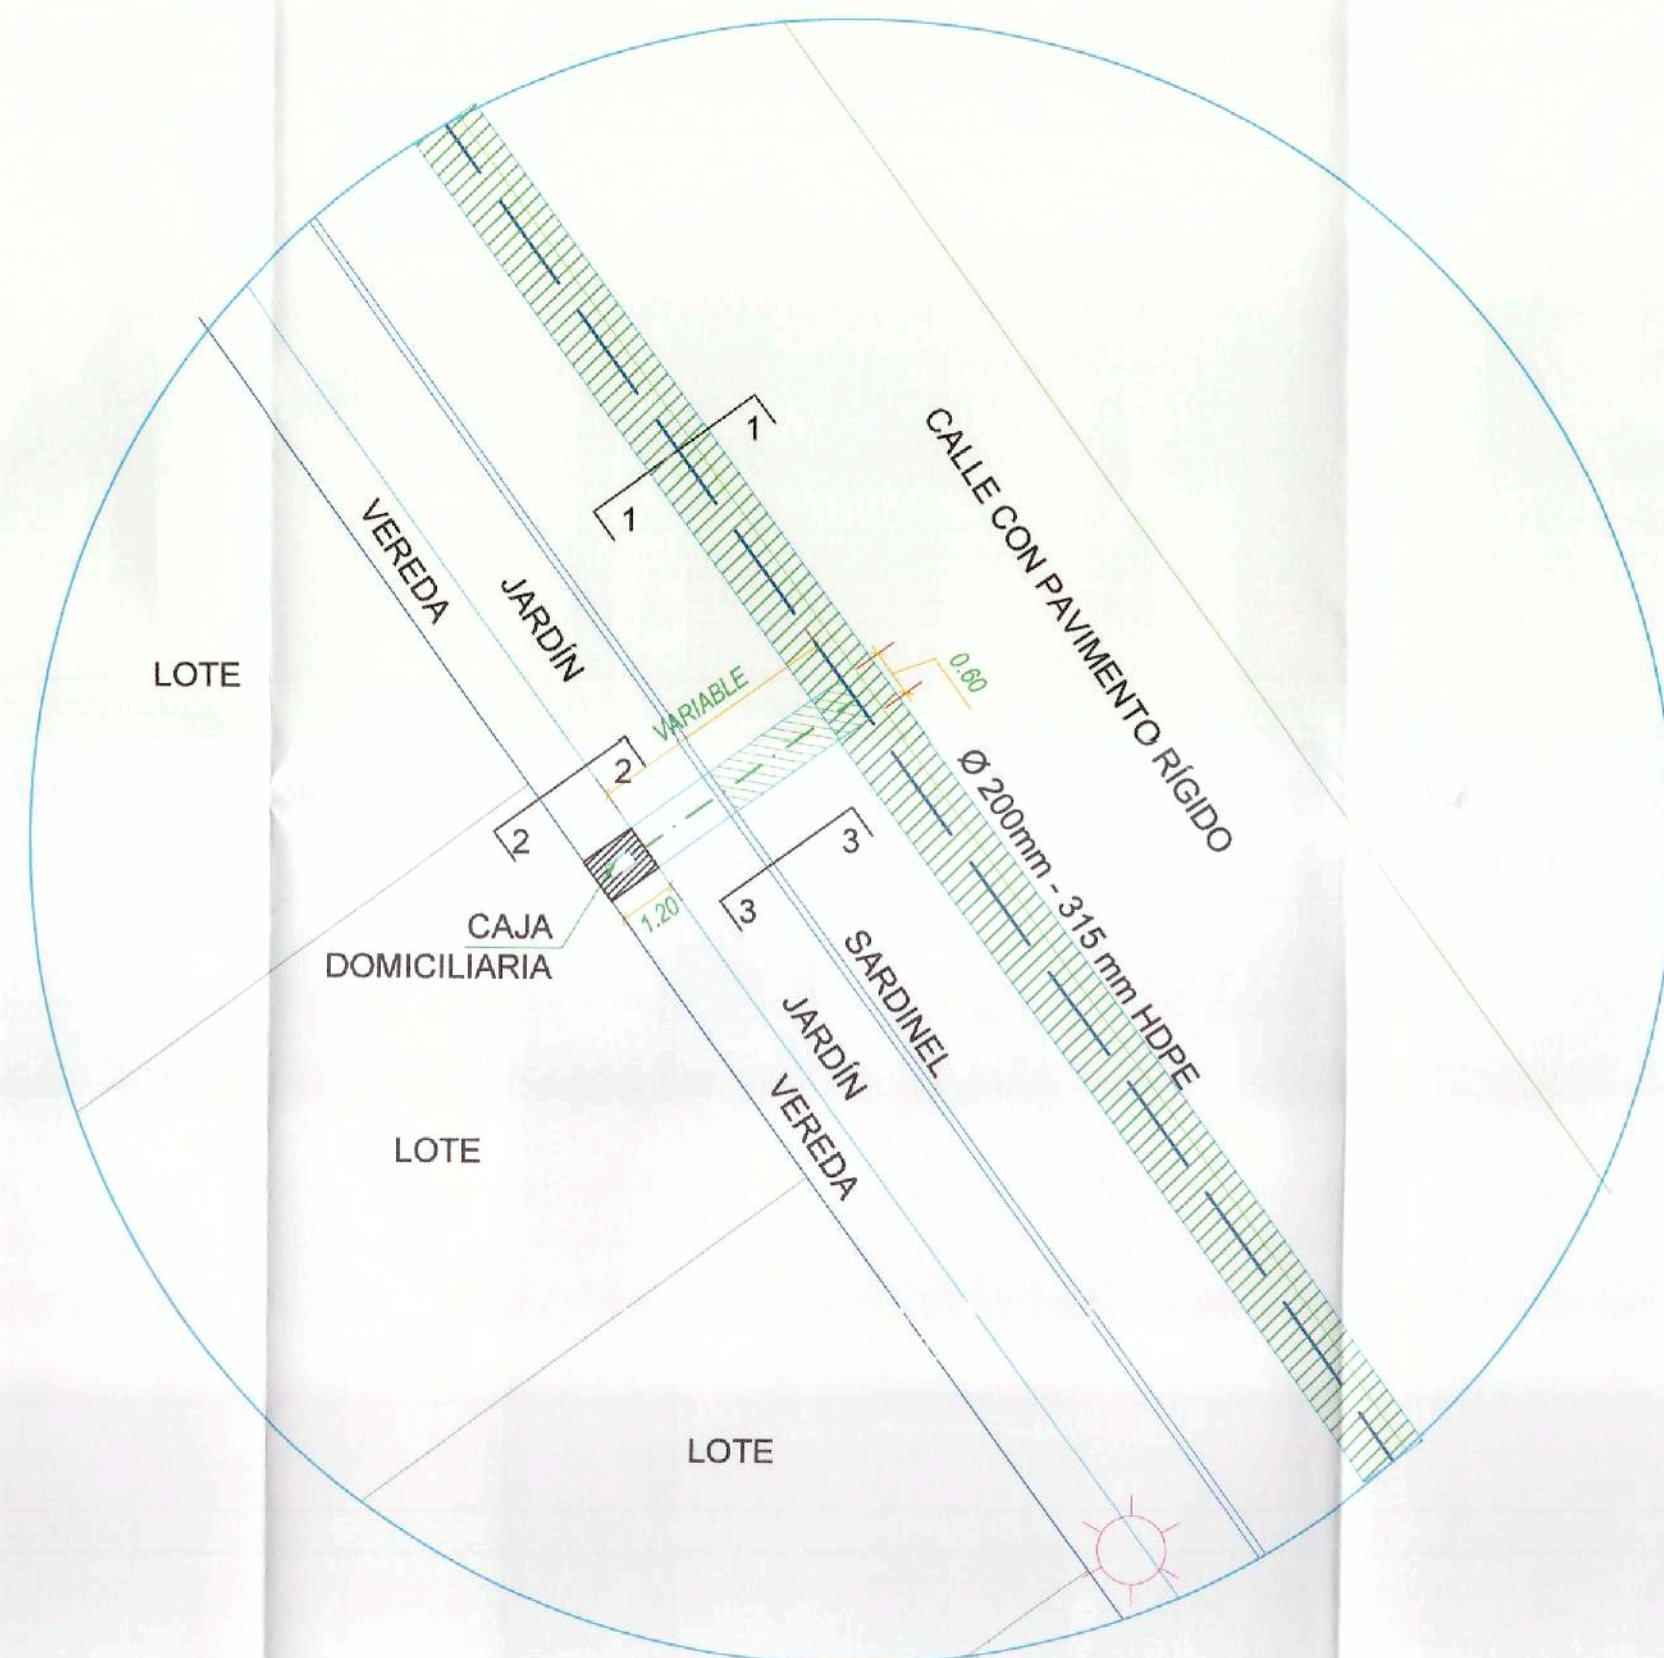 1
1
CALLE CON PAVIMENTO RÍGIDO
VEREDA
JARDÍN
LOTE
VARIABLE
0.60
2
2
Ø 200mm - 315 mm HDPE
3
3
1.20
CAJA
DOMICILIARIA
SARDINEL
JARDÍN
VEREDA
LOTE
LOTE